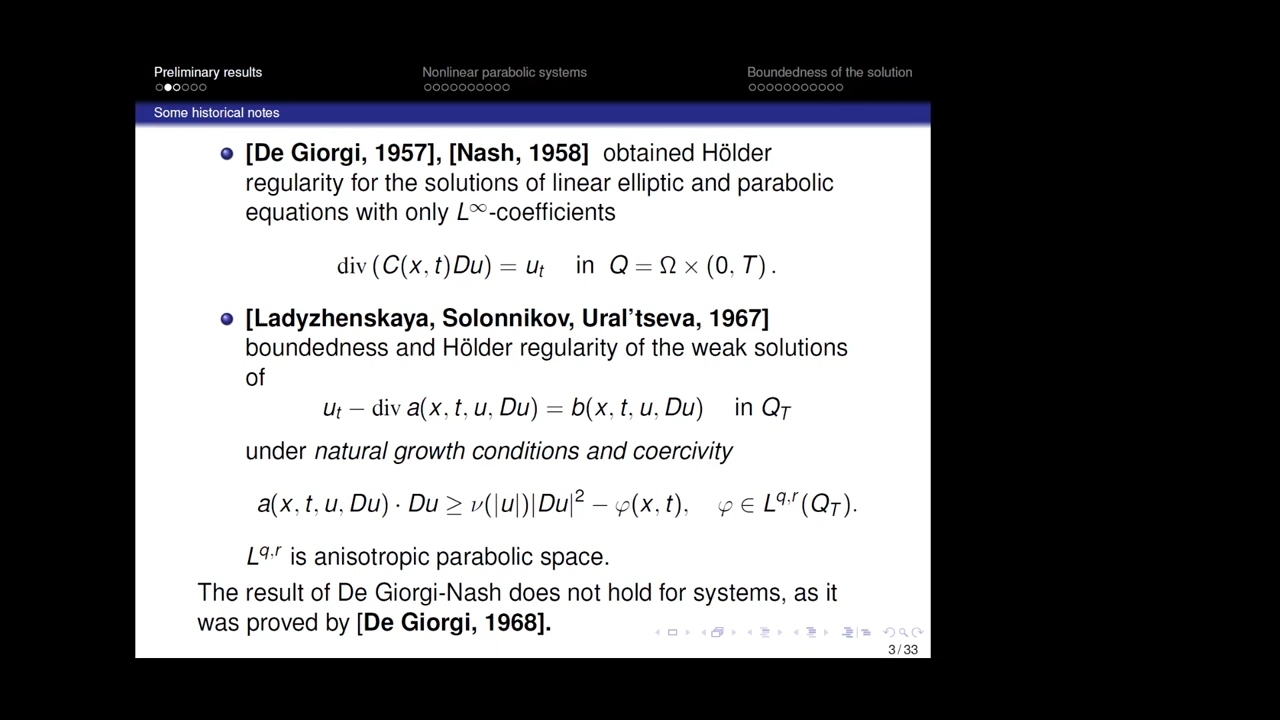 Preliminary results
Nonlinear parabolic systems
Boundedness of the solution
Some historical notes
[De Giorgi, 1957], [Nash, 1958] obtained Hölder
regularity for the solutions of linear elliptic and parabolic
equations with only L^∞-coefficients
div (C(x, t)Du) = u_t in Q = Ω × (0, T) .
[Ladyzhenskaya, Solonnikov, Ural'tseva, 1967]
boundedness and Hölder regularity of the weak solutions
of
u_t − div a(x, t, u, Du) = b(x, t, u, Du) in Q_T
under natural growth conditions and coercivity
a(x, t, u, Du) · Du ≥ ν(|u|)|Du|² − φ(x, t), φ ∈ L^{q,r}(Q_T).
L^{q,r} is anisotropic parabolic space.
The result of De Giorgi-Nash does not hold for systems, as it
was proved by [De Giorgi, 1968].
3 / 33